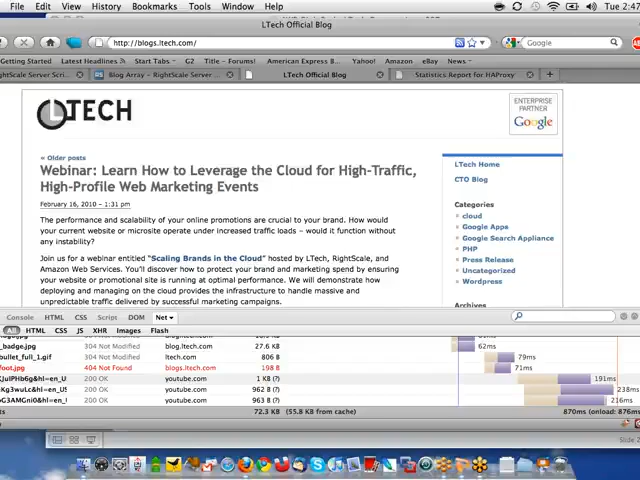 File Edit View History Bookmarks Tools Window Help Tue 2:47
LTech Official Blog
http://blogs.ltech.com/
Google
Getting Started Latest Headlines Start Tabs G2 Title - Forums! American Express B... Yahoo! Amazon eBay News
RightScale Server Scri... Blog Array - RightScale Server ... LTech Official Blog Statistics Report for HAProxy
LTECH
ENTERPRISE
PARTNER
Google
« Older posts
Webinar: Learn How to Leverage the Cloud for High-Traffic,
High-Profile Web Marketing Events
February 16, 2010 – 1:31 pm
The performance and scalability of your online promotions are crucial to your brand. How would
your current website or microsite operate under increased traffic loads – would it function without
any instability?
Join us for a webinar entitled "Scaling Brands in the Cloud" hosted by LTech, RightScale, and
Amazon Web Services. You'll discover how to protect your brand and marketing spend by ensuring
your website or promotional site is running at optimal performance. We will demonstrate how
deploying and managing on the cloud provides the infrastructure to handle massive and
unpredictable traffic delivered by successful marketing campaigns.
LTech Home
CTO Blog
Categories
cloud
Google Apps
Google Search Appliance
PHP
Press Release
Uncategorized
Wordpress
Archives
Console HTML CSS Script DOM Net
All HTML CSS JS XHR Images Flash
_badge.jpg 27.6 KB 62ms
bullet_full_1.gif 304 Not Modified ltech.com 806 B 79ms
foot.jpg 404 Not Found blogs.ltech.com 198 B 71ms
200 OK youtube.com 1 KB (?) 191ms
200 OK youtube.com 962 B (?) 238ms
200 OK youtube.com 963 B (?) 216ms
72.3 KB (55.8 KB from cache) 870ms (onload: 876ms
Slide 2